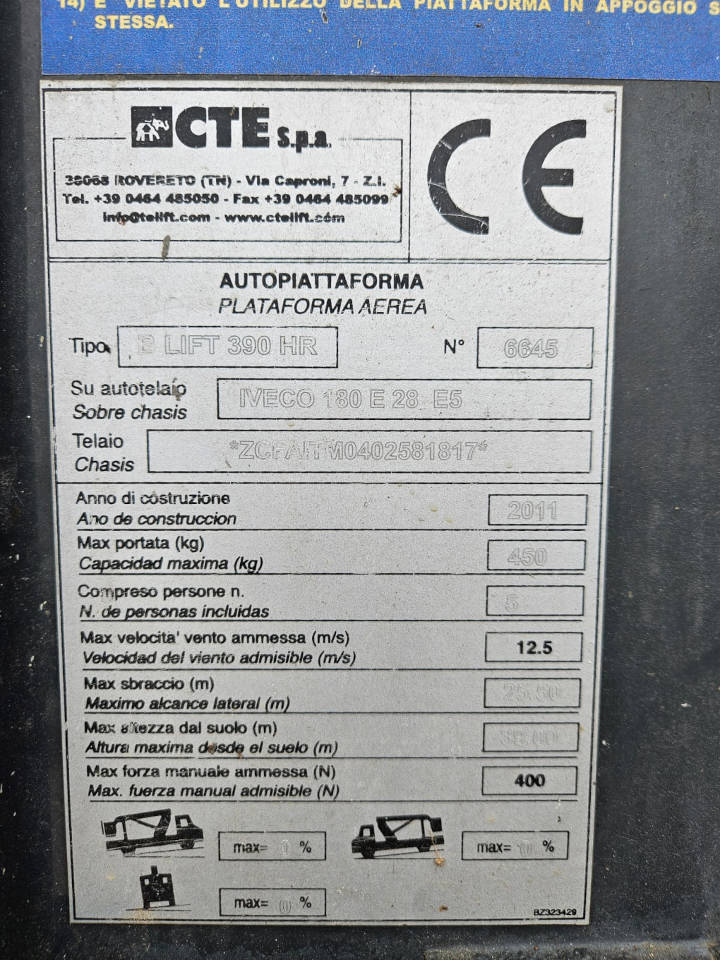 14) È VIETATO L'UTILIZZO DELLA PIATTAFORMA IN APPOGGIO S
STESSA.
CTE S.p.a.
38068 ROVERETO (TN) - Via Caproni, 7 - Z.I.
Tel. +39 0464 485050 - Fax +39 0464 485099
info@ctelift.com - www.ctelift.com
CE
AUTOPIATTAFORMA
PLATAFORMA AEREA
Tipo B LIFT 390 HR N° 6645
Su autotelaio IVECO 180 E 28 E5
Sobre chasis
Telaio
Chasis
Anno di costruzione 2011
Ano de construccion
Max portata (kg) 450
Capacidad maxima (kg)
Compreso persone n. 5
N. de personas incluidas
Max velocita' vento ammessa (m/s) 12.5
Velocidad del viento admisible (m/s)
Max sbraccio (m) 25.50
Maximo alcance lateral (m)
Max altezza dal suolo (m)
Altura maxima desde el suelo (m)
Max forza manuale ammessa (N) 400
Max. fuerza manual admisible (N)
max= % max= %
max= %
BZ323429